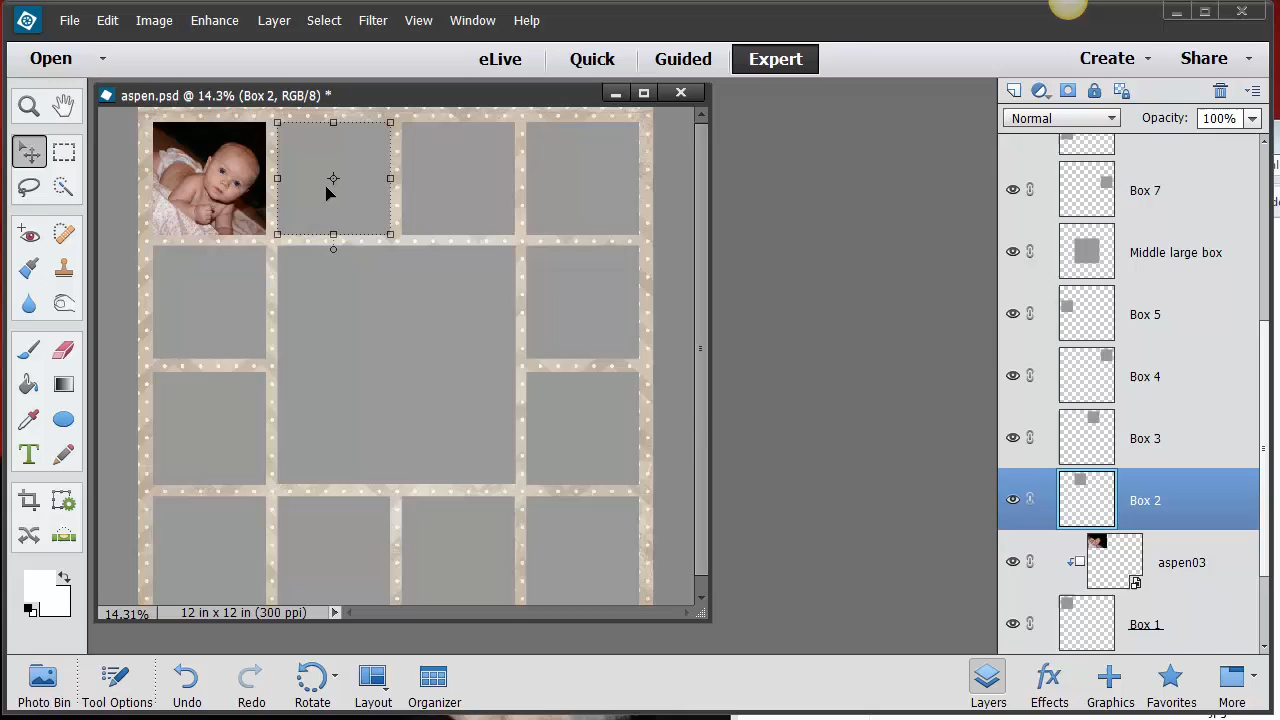 File Edit Image Enhance Layer Select Filter View Window Help
Open eLive Quick Guided Expert Create Share
aspen.psd @ 14.3% (Box 2, RGB/8) *
Normal Opacity: 100%
Box 7
Middle large box
Box 5
Box 4
Box 3
Box 2
aspen03
Box 1
14.31% 12 in x 12 in (300 ppi)
Photo Bin Tool Options Undo Redo Rotate Layout Organizer Layers Effects Graphics Favorites More